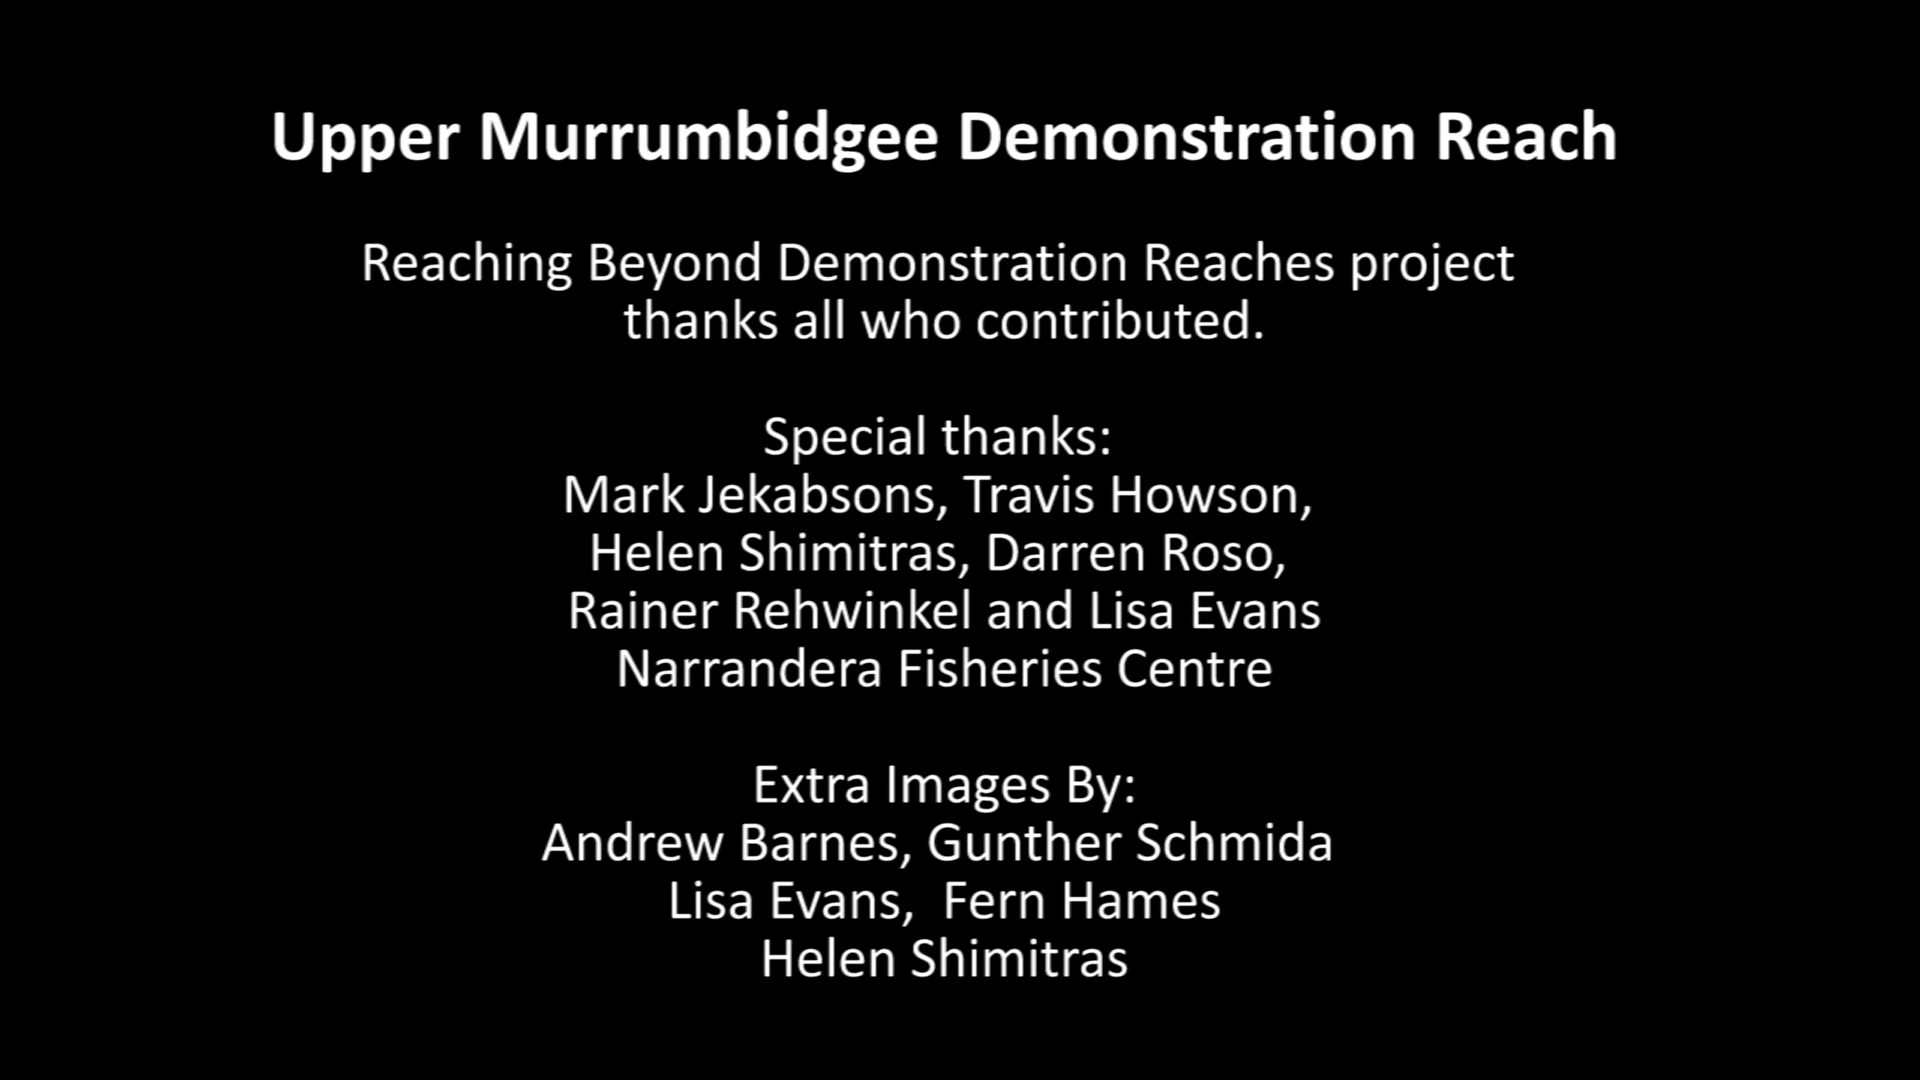 Upper Murrumbidgee Demonstration Reach
Reaching Beyond Demonstration Reaches project
thanks all who contributed.
Special thanks:
Mark Jekabsons, Travis Howson,
Helen Shimitras, Darren Roso,
Rainer Rehwinkel and Lisa Evans
Narrandera Fisheries Centre
Extra Images By:
Andrew Barnes, Gunther Schmida
Lisa Evans,  Fern Hames
Helen Shimitras